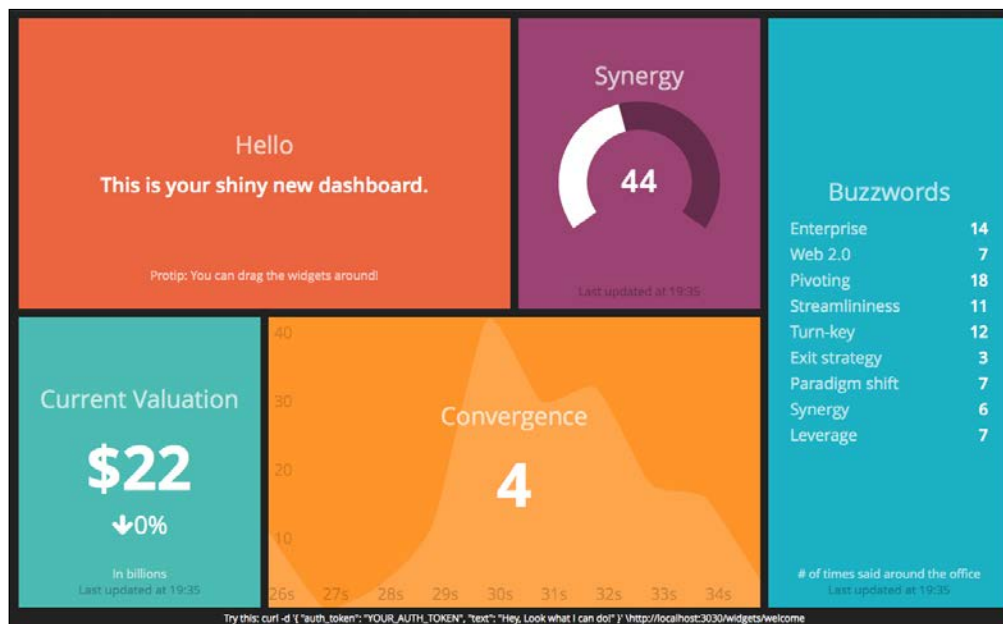 Hello
This is your shiny new dashboard.
Protip: You can drag the widgets around!
Synergy
44
Last updated at 19:35
Buzzwords
Enterprise 14
Web 2.0 7
Pivoting 18
Streamlininess 11
Turn-key 12
Exit strategy 3
Paradigm shift 7
Synergy 6
Leverage 7
# of times said around the office
Last updated at 19:35
Current Valuation
$22
0%
In billions
Last updated at 19:35
Convergence
4
40
30
20
10
26s 27s 28s 29s 30s 31s 32s 33s 34s
Try this: curl -d '{ "auth_token": "YOUR_AUTH_TOKEN", "text": "Hey, Look what I can do!" }' \http://localhost:3030/widgets/welcome